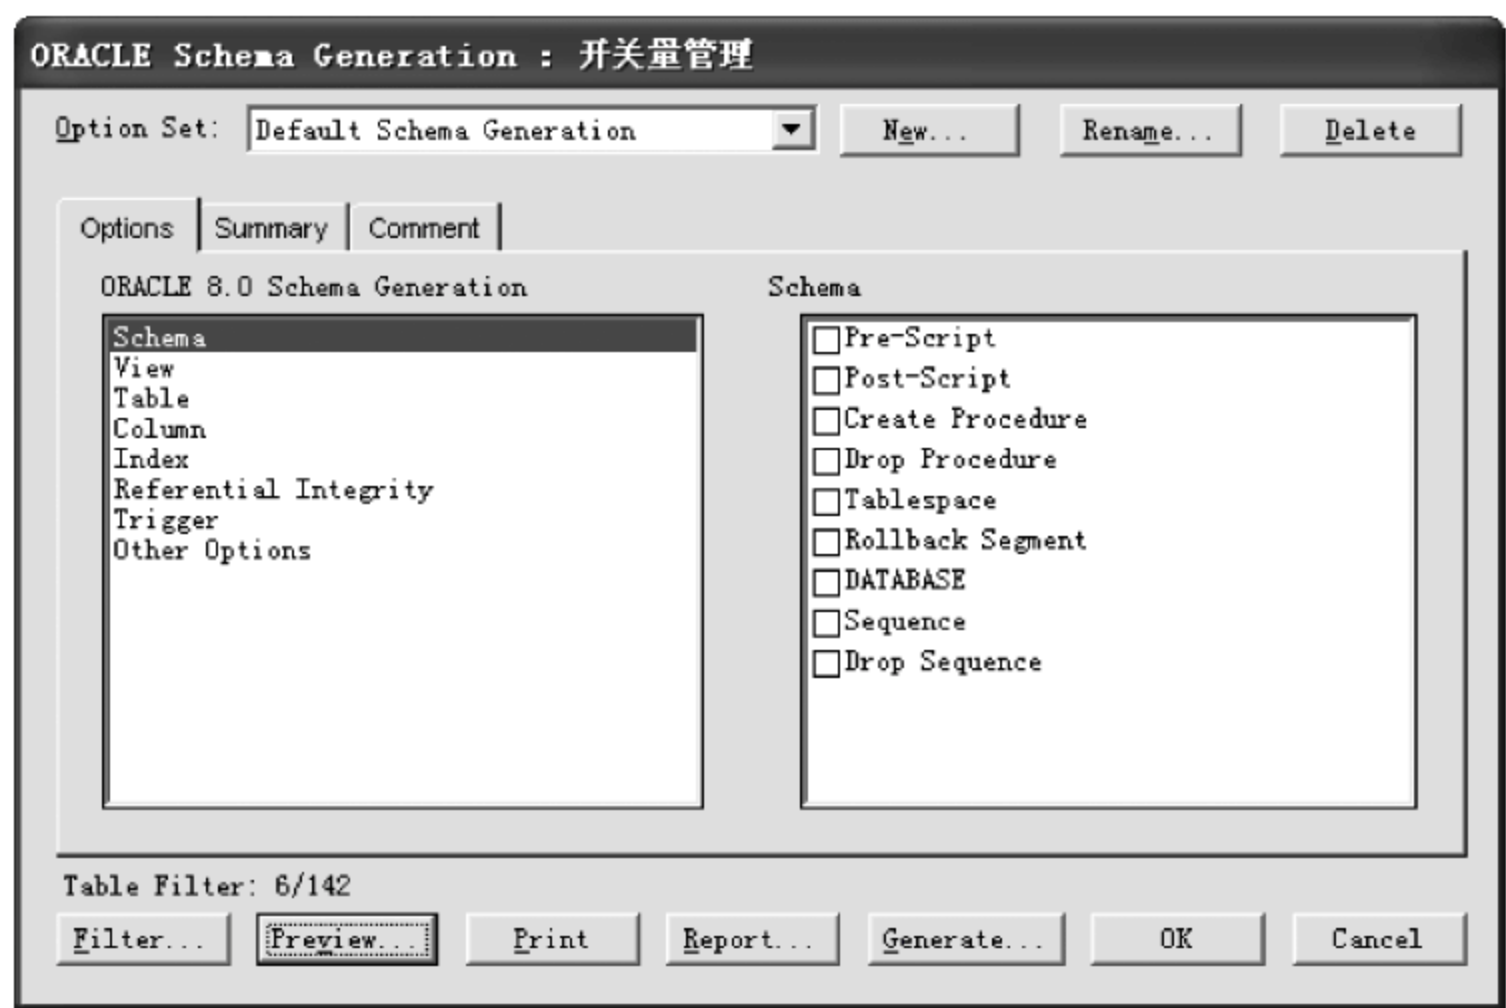 ORACLE Schema Generation : 开关量管理
Option Set: Default Schema Generation New... Rename... Delete
Options Summary Comment
ORACLE 8.0 Schema Generation
Schema
View
Table
Column
Index
Referential Integrity
Trigger
Other Options
Schema
Pre-Script
Post-Script
Create Procedure
Drop Procedure
Tablespace
Rollback Segment
DATABASE
Sequence
Drop Sequence
Table Filter: 6/142
Filter... Preview... Print Report... Generate... OK Cancel